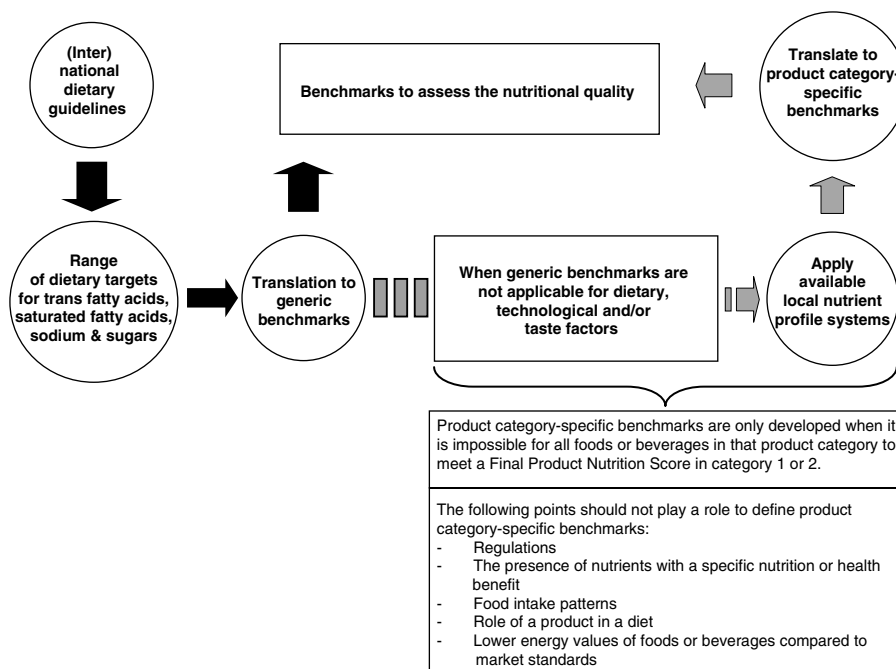 (Inter)
national
dietary
guidelines
Benchmarks to assess the nutritional quality
Translate to
product category-
specific
benchmarks
Range
of dietary targets
for trans fatty acids,
saturated fatty acids,
sodium & sugars
Translation to
generic
benchmarks
When generic benchmarks are
not applicable for dietary,
technological and/or
taste factors
Apply
available
local nutrient
profile systems
Product category-specific benchmarks are only developed when it
is impossible for all foods or beverages in that product category to
meet a Final Product Nutrition Score in category 1 or 2.
The following points should not play a role to define product
category-specific benchmarks:
- Regulations
- The presence of nutrients with a specific nutrition or health
benefit
- Food intake patterns
- Role of a product in a diet
- Lower energy values of foods or beverages compared to
market standards